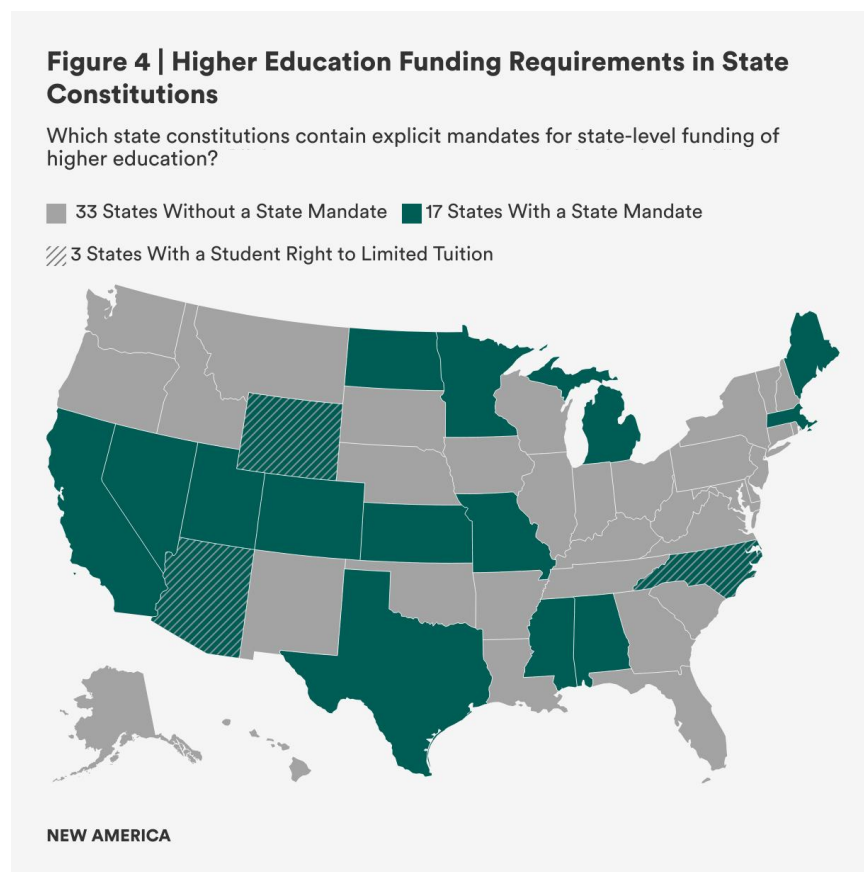 Figure 4 | Higher Education Funding Requirements in State
Constitutions
Which state constitutions contain explicit mandates for state-level funding of
higher education?
33 States Without a State Mandate 17 States With a State Mandate
3 States With a Student Right to Limited Tuition
NEW AMERICA